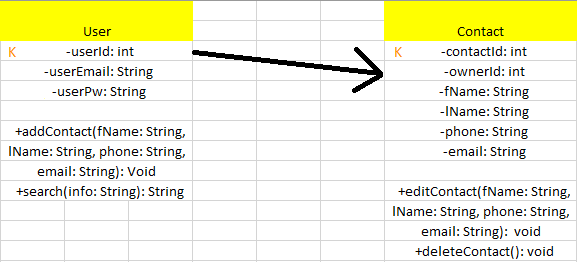 User
K -userId: int
-userEmail: String
-userPw: String
+addContact(fName: String,
lName: String, phone: String,
email: String): Void
+search(info: String): String
Contact
K -contactId: int
-ownerId: int
-fName: String
-lName: String
-phone: String
-email: String
+editContact(fName: String,
lName: String, phone: String,
email: String): void
+deleteContact(): void